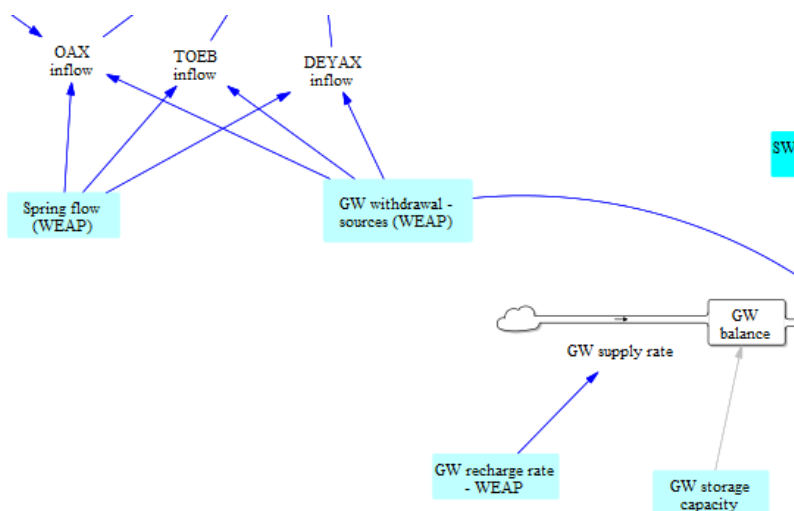 OAX
inflow
TOEB
inflow
DEYAX
inflow
SW
Spring flow
(WEAP)
GW withdrawal -
sources (WEAP)
GW
balance
GW supply rate
GW recharge rate
- WEAP
GW storage
capacity